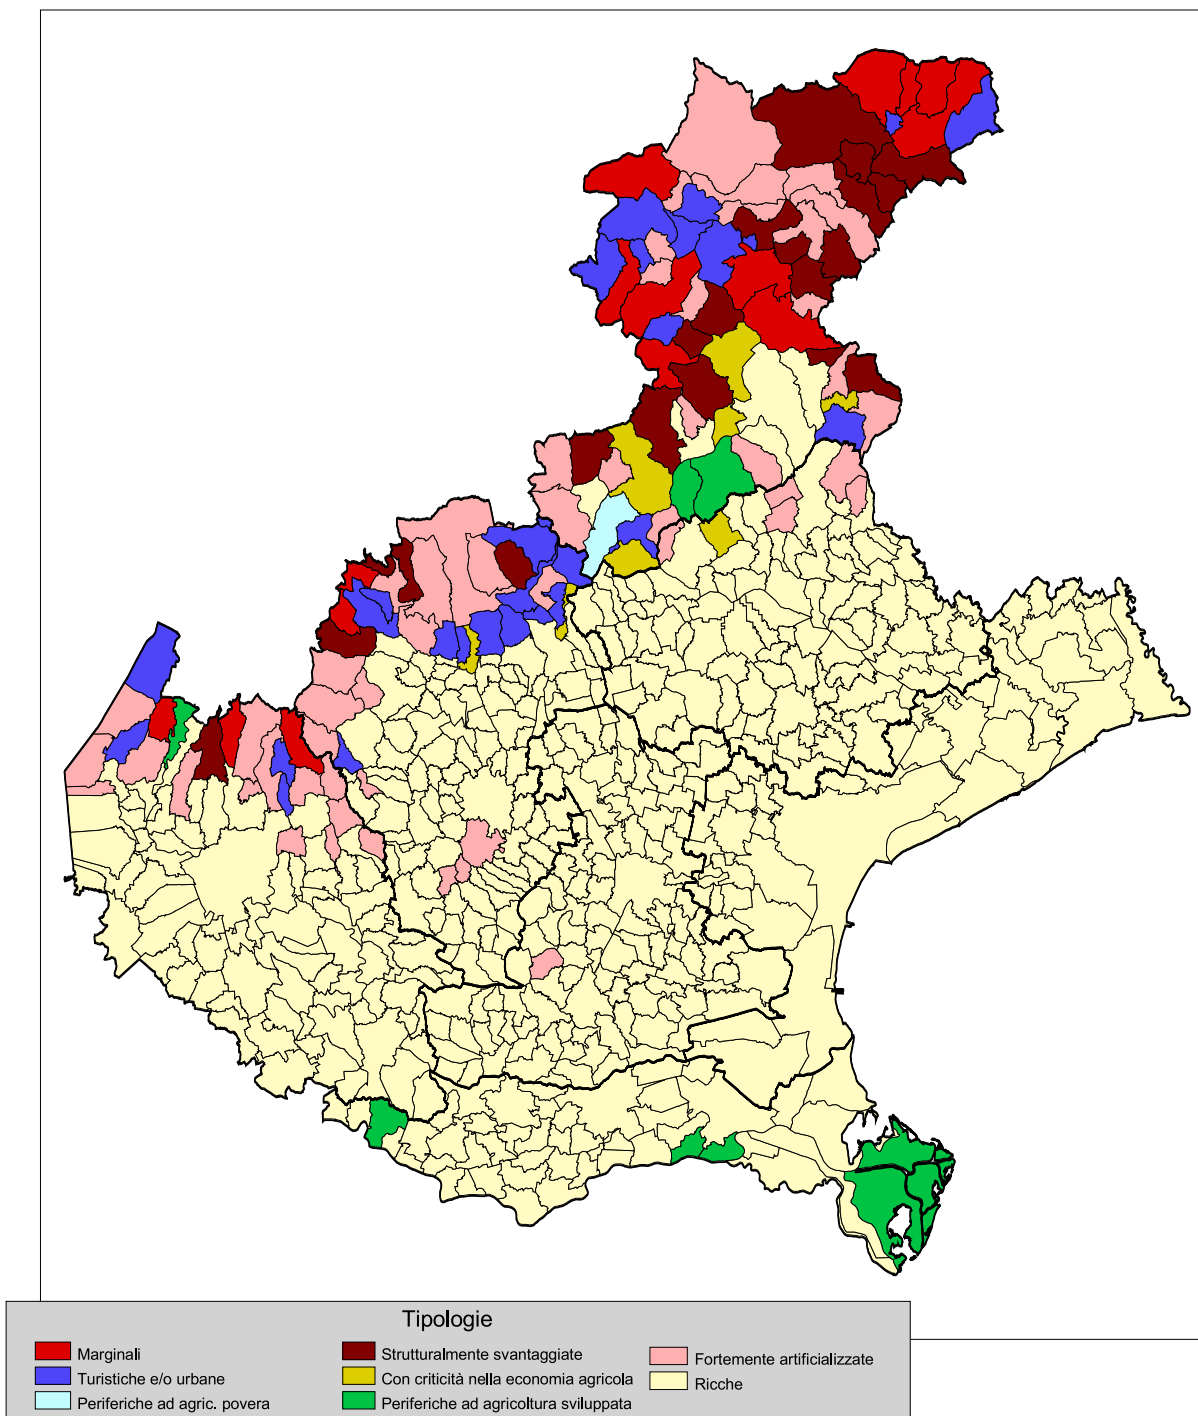 Tipologie
Marginali
Turistiche e/o urbane
Periferiche ad agric. povera
Strutturalmente svantaggiate
Con criticità nella economia agricola
Periferiche ad agricoltura sviluppata
Fortemente artificializzate
Ricche